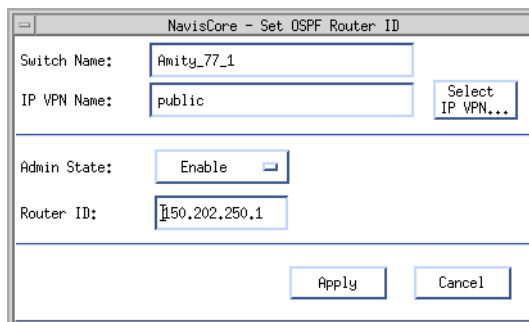 NavisCore - Set OSPF Router ID
Switch Name: Amity_77_1
IP VPN Name: public
Select
IP VPN...
Admin State: Enable
Router ID: 150.202.250.1
Apply Cancel